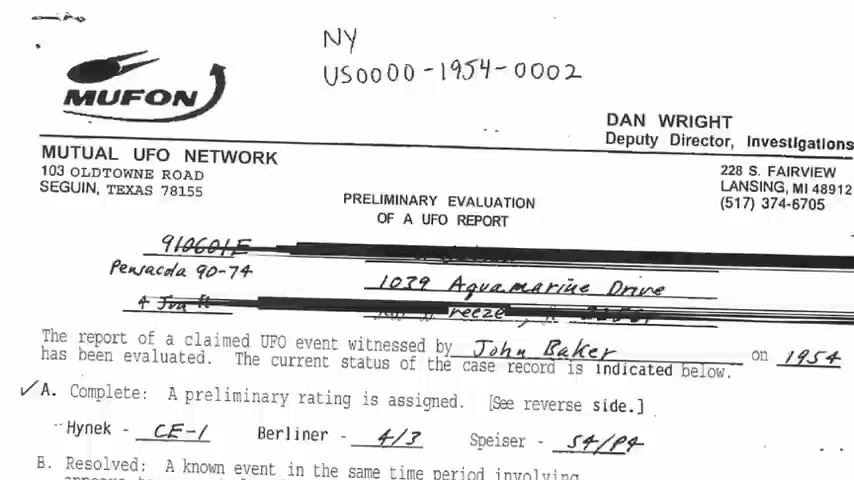 NY
US0000-1954-0002
MUFON
DAN WRIGHT
Deputy Director, Investigations
MUTUAL UFO NETWORK
103 OLDTOWNE ROAD
SEGUIN, TEXAS 78155
228 S. FAIRVIEW
LANSING, MI 48912
(517) 374-6705
PRELIMINARY EVALUATION
OF A UFO REPORT
910601E
Pensacola 90-74
1039 Aquamarine Drive
Breeze,
The report of a claimed UFO event witnessed by John Baker on 1954
has been evaluated. The current status of the case record is indicated below.
✓ A. Complete: A preliminary rating is assigned. [See reverse side.]
Hynek - CE-1 Berliner - 4/3 Speiser - S4/P4
B. Resolved: A known event in the same time period involving